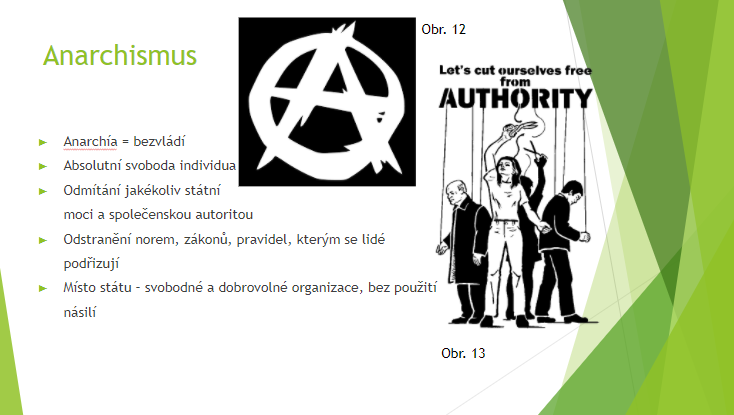 Anarchismus
Anarchía = bezvládí
Absolutní svoboda individua
Odmítání jakékoliv státní
moci a společenskou autoritou
Odstranění norem, zákonů, pravidel, kterým se lidé
podřizují
Místo státu – svobodné a dobrovolné organizace, bez použití
násilí
Obr. 12
Let's cut ourselves free
from
AUTHORITY
Obr. 13